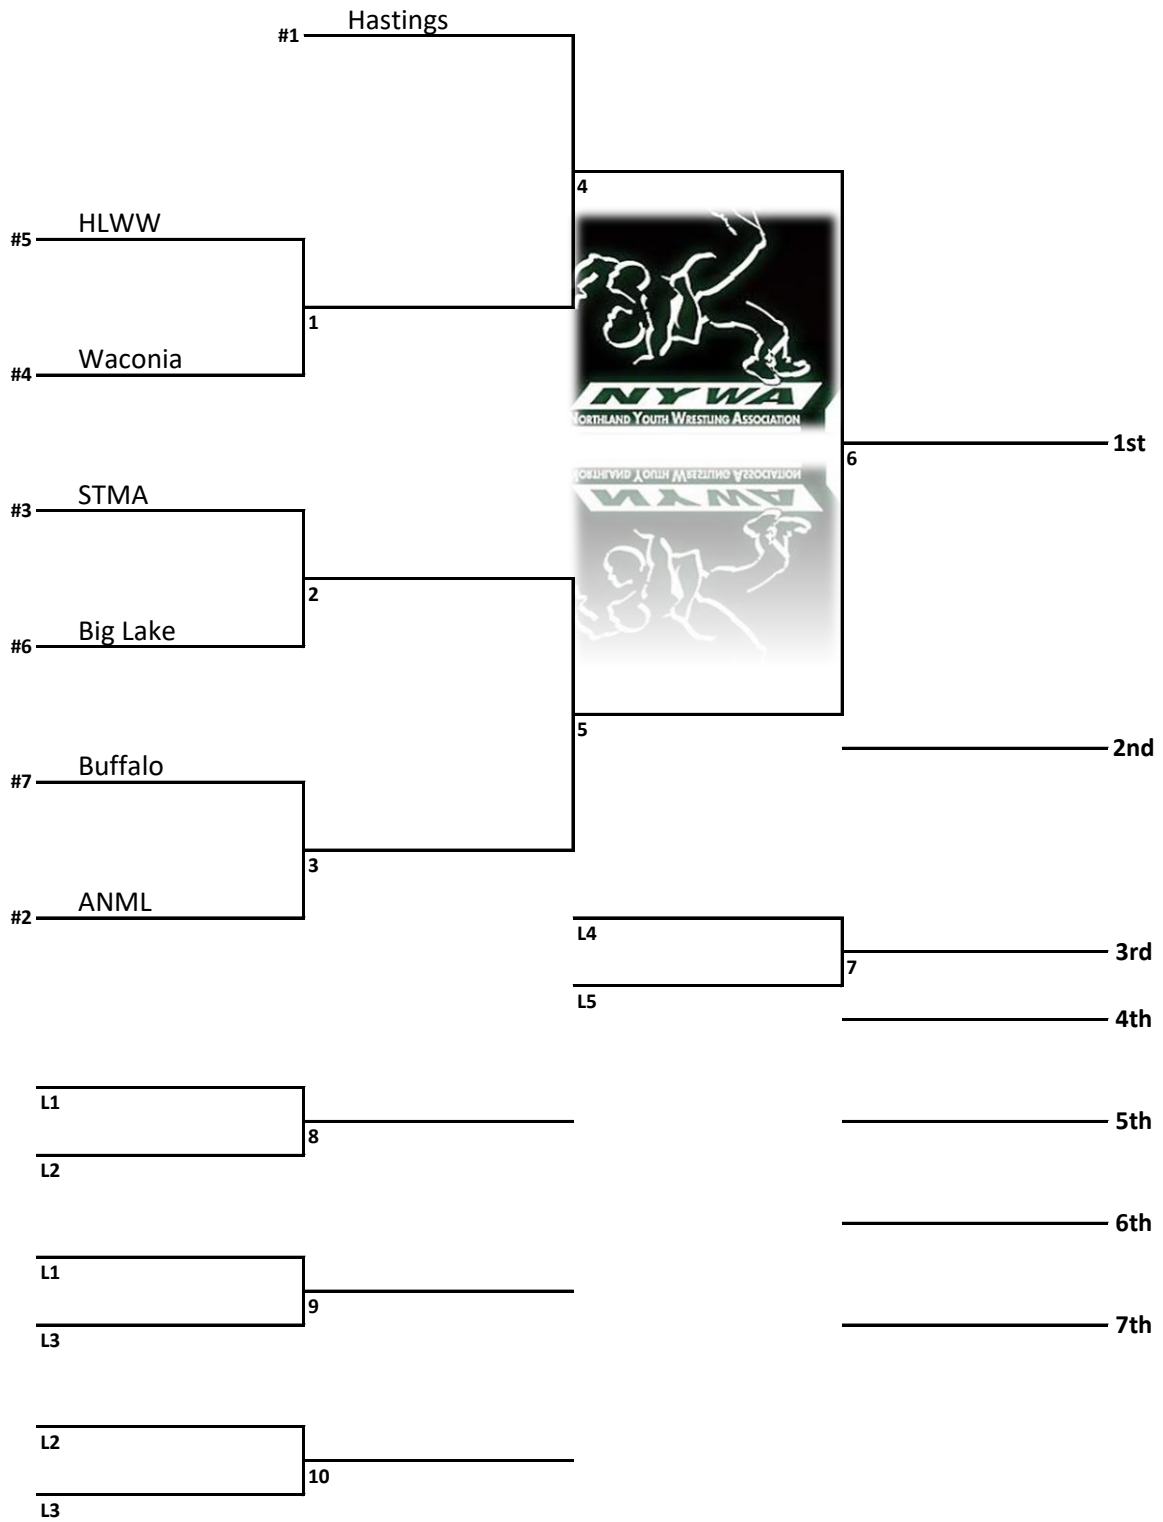 Hastings
#1
4
HLWW
#5
1
Waconia
#4
NYWA
NORTHLAND YOUTH WRESTLING ASSOCIATION
1st
6
STMA
#3
2
Big Lake
#6
5
2nd
Buffalo
#7
3
ANML
#2
L4
3rd
7
L5
4th
L1
8
5th
L2
6th
L1
9
L3
7th
L2
10
L3